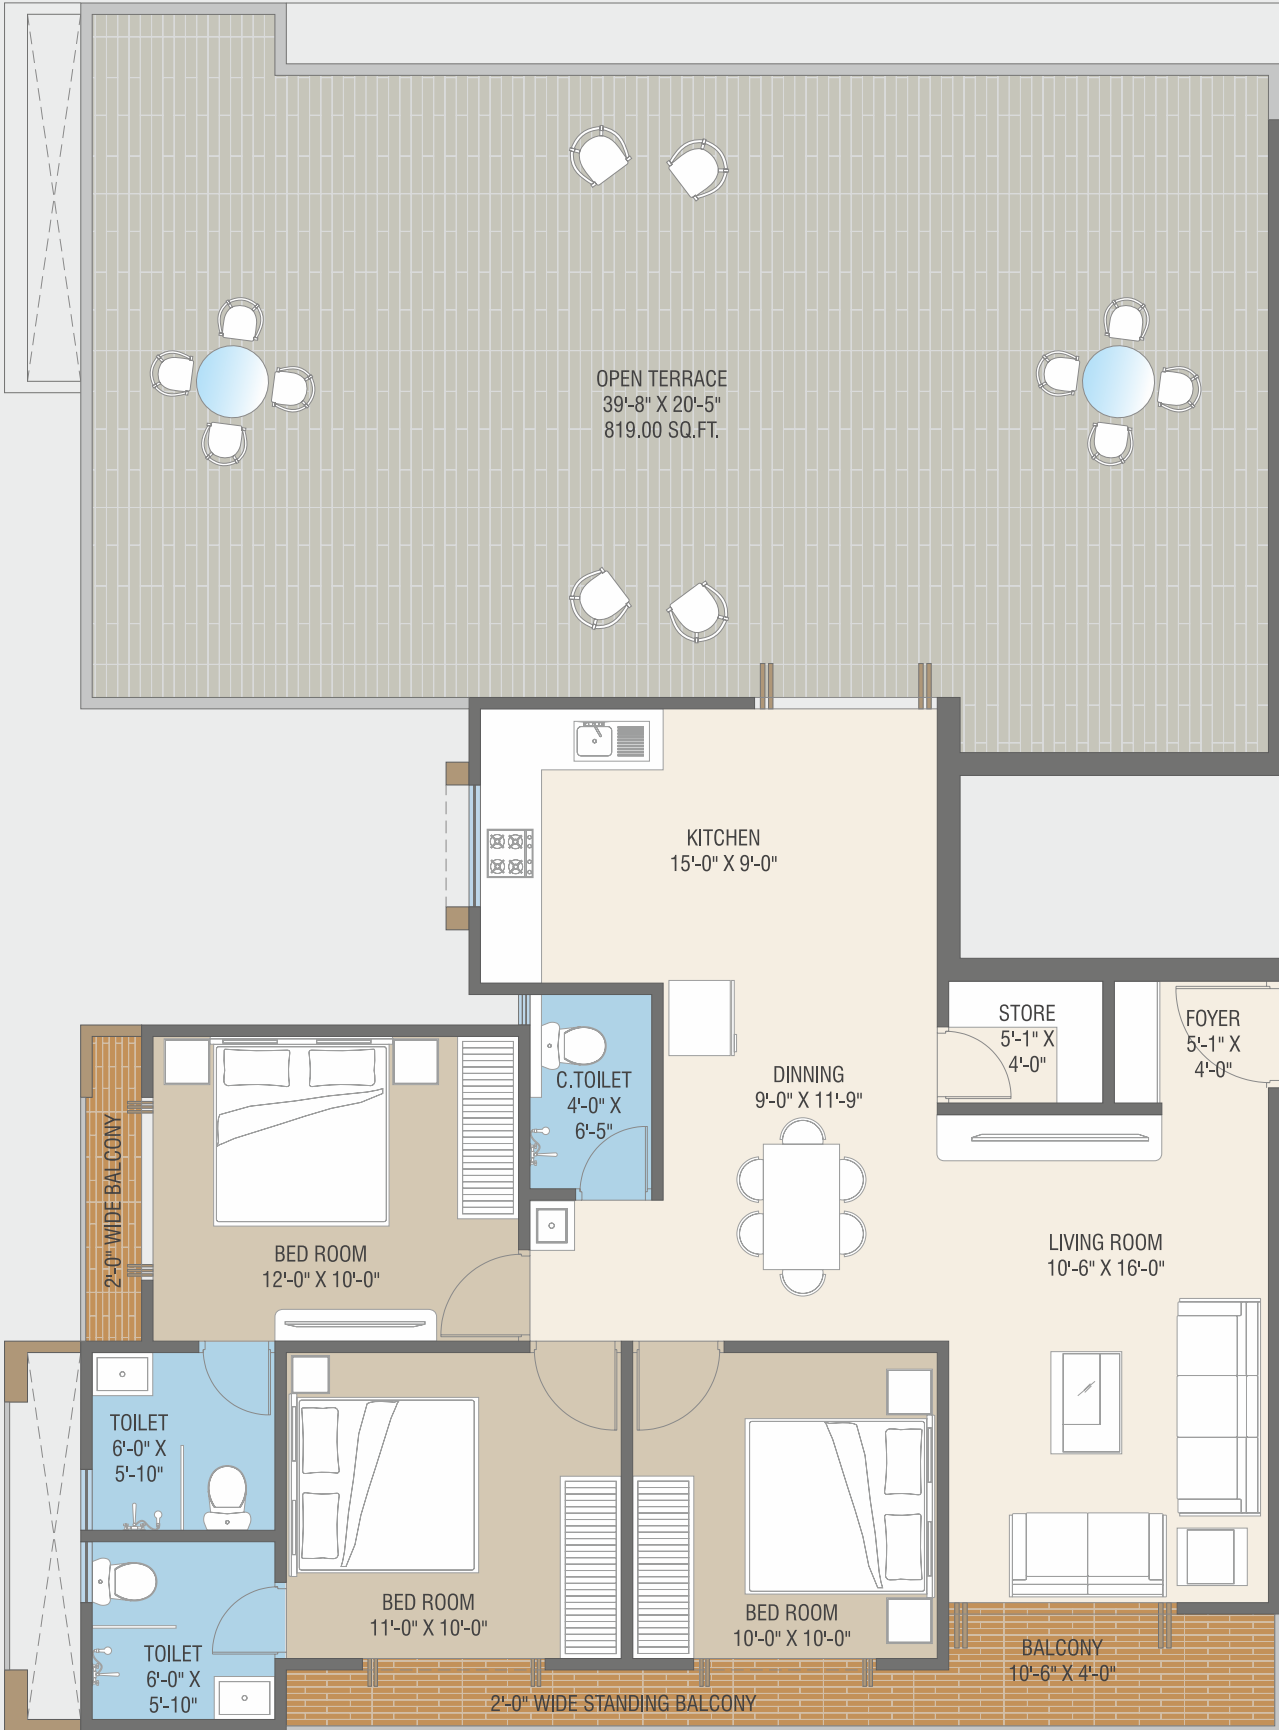 OPEN TERRACE
39'-8" X 20'-5"
819.00 SQ.FT.
KITCHEN
15'-0" X 9'-0"
STORE
5'-1" X
4'-0"
FOYER
5'-1" X
4'-0"
C.TOILET
4'-0" X
6'-5"
DINNING
9'-0" X 11'-9"
2'-0" WIDE BALCONY
BED ROOM
12'-0" X 10'-0"
LIVING ROOM
10'-6" X 16'-0"
TOILET
6'-0" X
5'-10"
BED ROOM
11'-0" X 10'-0"
BED ROOM
10'-0" X 10'-0"
TOILET
6'-0" X
5'-10"
BALCONY
10'-6" X 4'-0"
2'-0" WIDE STANDING BALCONY